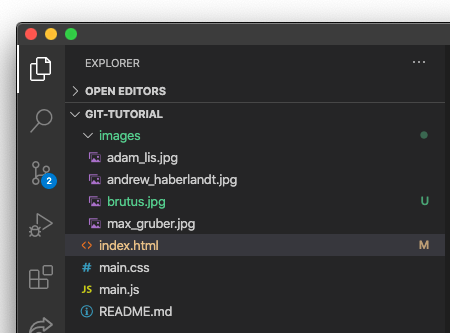 EXPLORER ...
OPEN EDITORS
GIT-TUTORIAL
images
adam_lis.jpg
andrew_haberlandt.jpg
2
brutus.jpg U
max_gruber.jpg
<> index.html M
# main.css
JS main.js
README.md